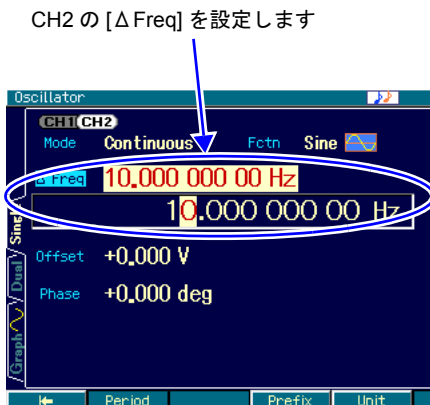 CH2 の [Δ Freq] を設定します
Oscillator
CH1 CH2
Mode Continuous Fctn Sine
Δ Freq 10.000 000 00 Hz
10.000 000 00 Hz
Offset +0.000 V
Phase +0.000 deg
Single
Dual
Graph
Period Prefix Unit